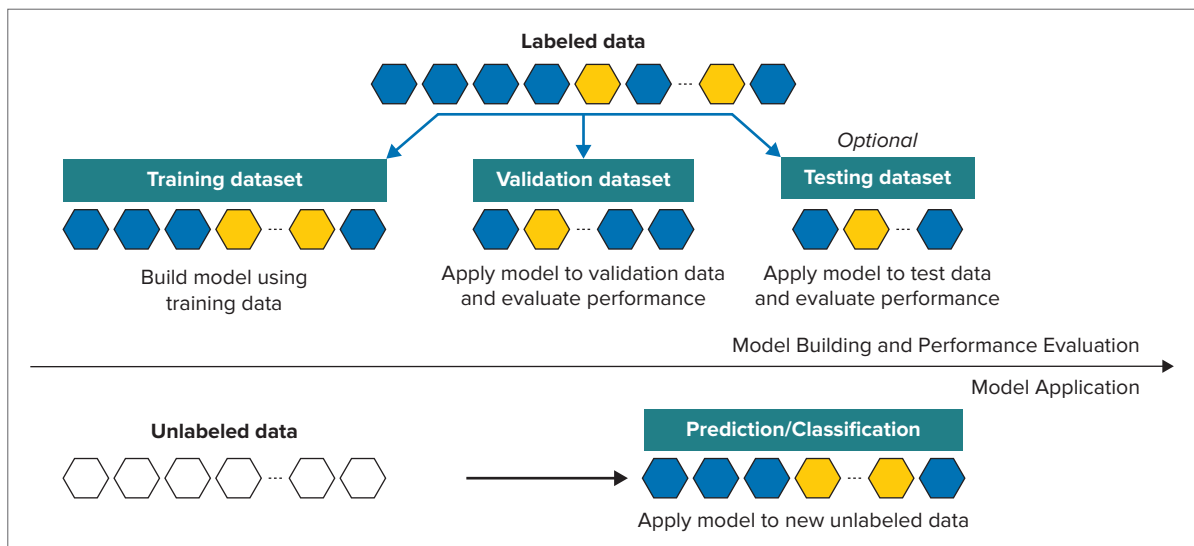 Labeled data
Optional
Training dataset
Validation dataset
Testing dataset
Build model using
training data
Apply model to validation data
and evaluate performance
Apply model to test data
and evaluate performance
Model Building and Performance Evaluation
Model Application
Unlabeled data
Prediction/Classification
Apply model to new unlabeled data